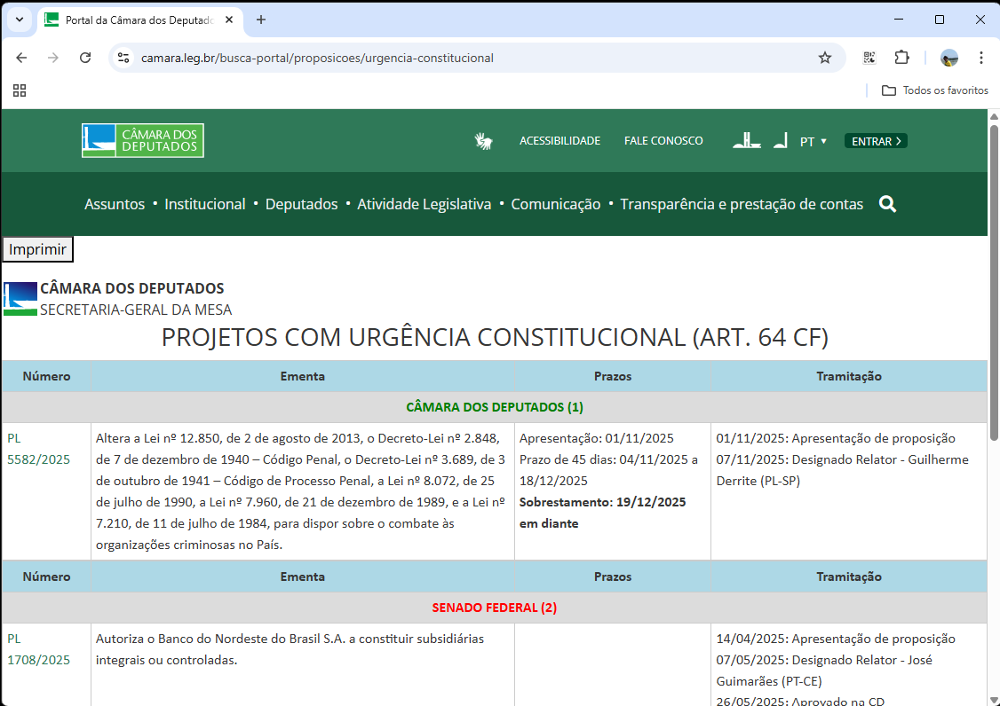 Portal da Câmara dos Deputado
camara.leg.br/busca-portal/proposicoes/urgencia-constitucional
Todos os favoritos
CÂMARA DOS
DEPUTADOS
ACESSIBILIDADE
FALE CONOSCO
PT ▼
ENTRAR >
Assuntos • Institucional • Deputados • Atividade Legislativa • Comunicação • Transparência e prestação de contas
Imprimir
CÂMARA DOS DEPUTADOS
SECRETARIA-GERAL DA MESA
PROJETOS COM URGÊNCIA CONSTITUCIONAL (ART. 64 CF)
Número Ementa Prazos Tramitação
CÂMARA DOS DEPUTADOS (1)
PL
5582/2025
Altera a Lei nº 12.850, de 2 de agosto de 2013, o Decreto-Lei nº 2.848,
de 7 de dezembro de 1940 – Código Penal, o Decreto-Lei nº 3.689, de 3
de outubro de 1941 – Código de Processo Penal, a Lei nº 8.072, de 25
de julho de 1990, a Lei nº 7.960, de 21 de dezembro de 1989, e a Lei nº
7.210, de 11 de julho de 1984, para dispor sobre o combate às
organizações criminosas no País.
Apresentação: 01/11/2025
Prazo de 45 dias: 04/11/2025 a
18/12/2025
Sobrestamento: 19/12/2025
em diante
01/11/2025: Apresentação de proposição
07/11/2025: Designado Relator - Guilherme
Derrite (PL-SP)
Número Ementa Prazos Tramitação
SENADO FEDERAL (2)
PL
1708/2025
Autoriza o Banco do Nordeste do Brasil S.A. a constituir subsidiárias
integrais ou controladas.
14/04/2025: Apresentação de proposição
07/05/2025: Designado Relator - José
Guimarães (PT-CE)
26/05/2025: Aprovado na CD